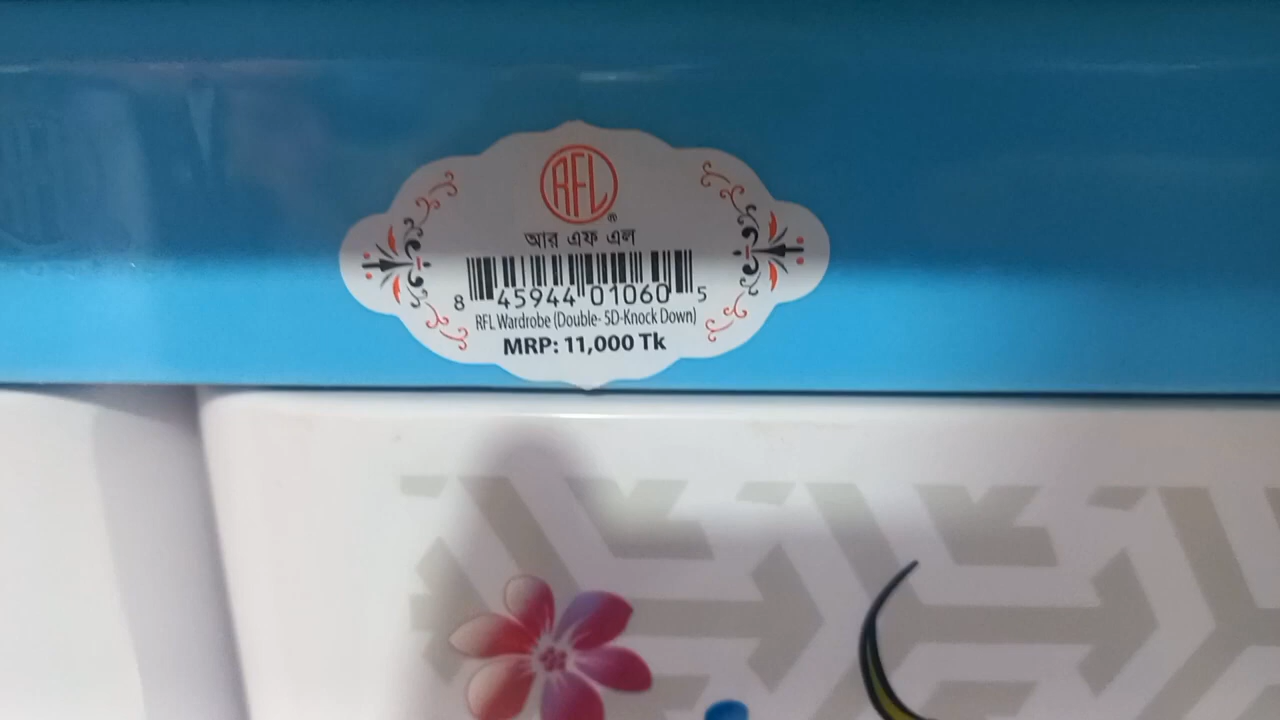 RFL®
আর এফ এল
8 45944 01060 5
RFL Wardrobe (Double- 5D-Knock Down)
MRP: 11,000 Tk